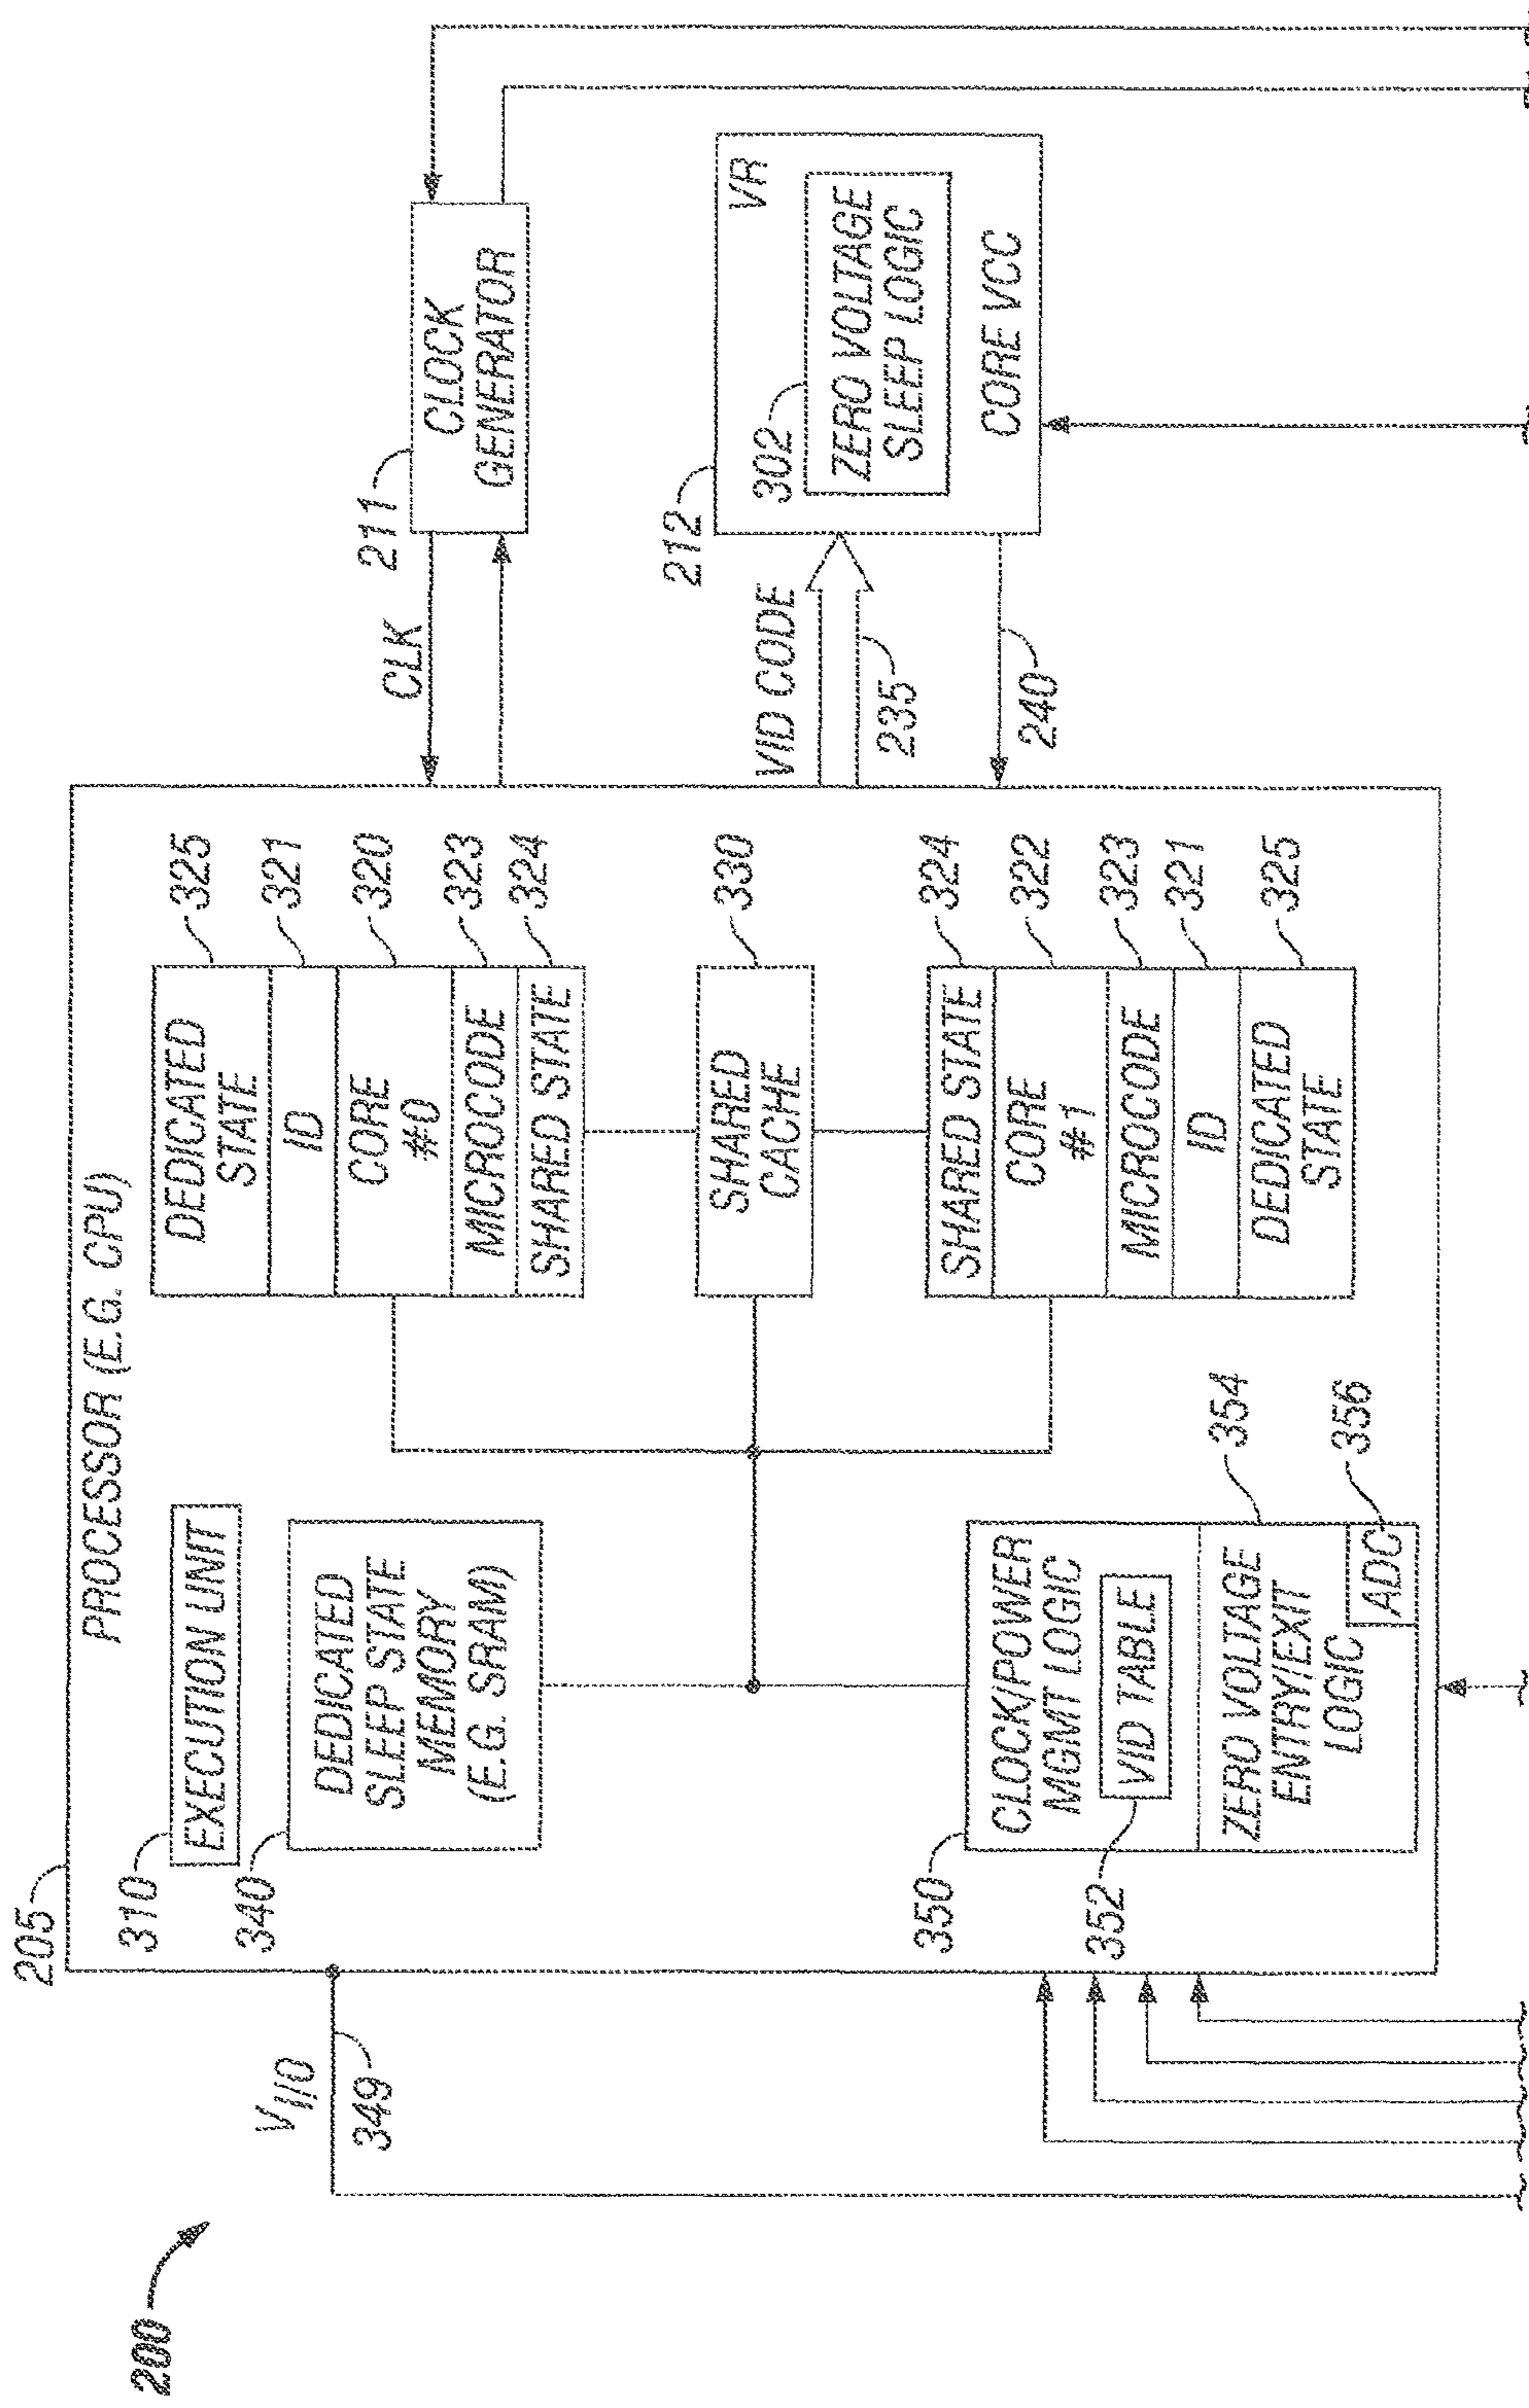 200
205
PROCESSOR (E.G. CPU)
310
EXECUTION UNIT
340
DEDICATED
SLEEP STATE
MEMORY
(E.G. SRAM)
V I/O
349
350
CLOCK/POWER
MGMT LOGIC
352
VID TABLE
ZERO VOLTAGE
ENTRY/EXIT
LOGIC
354
ADC
356
DEDICATED
STATE
325
ID
321
CORE
#0
320
MICROCODE
323
SHARED STATE
324
SHARED
CACHE
330
SHARED STATE
324
CORE
#1
322
MICROCODE
323
ID
321
DEDICATED
STATE
325
CLK
211
CLOCK
GENERATOR
VID CODE
235
240
212
VR
302
ZERO VOLTAGE
SLEEP LOGIC
CORE VCC